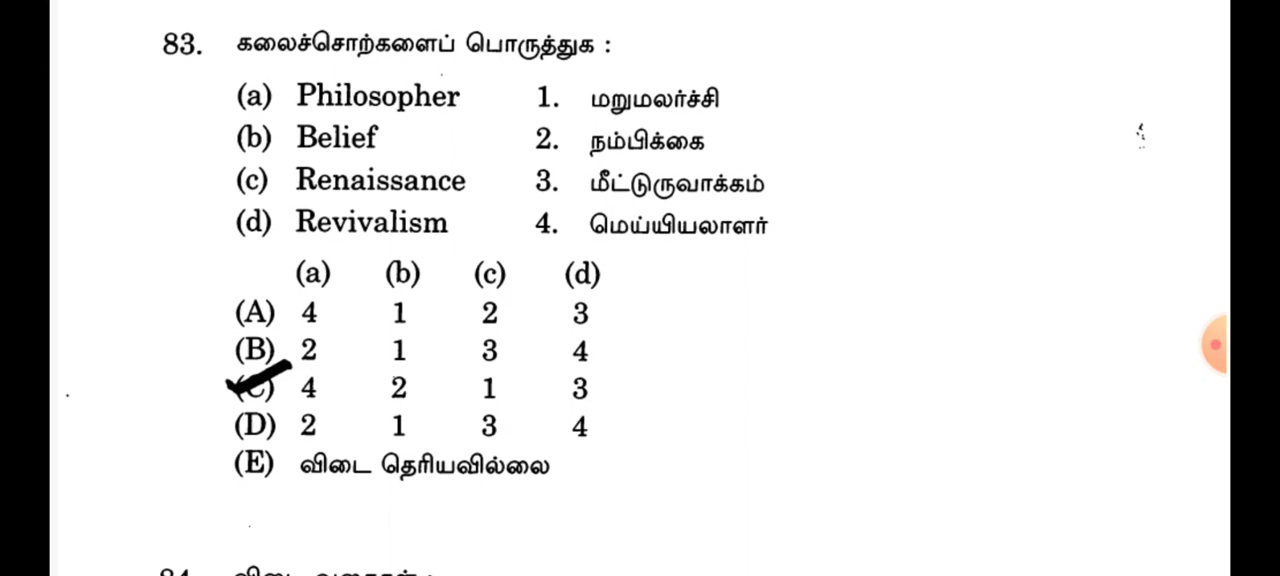 83. கலைச்சொற்களைப் பொருத்துக :
(a) Philosopher 1. மறுமலர்ச்சி
(b) Belief 2. நம்பிக்கை
(c) Renaissance 3. மீட்டுருவாக்கம்
(d) Revivalism 4. மெய்யியலாளர்
(a) (b) (c) (d)
(A) 4 1 2 3
(B) 2 1 3 4
(C) 4 2 1 3
(D) 2 1 3 4
(E) விடை தெரியவில்லை